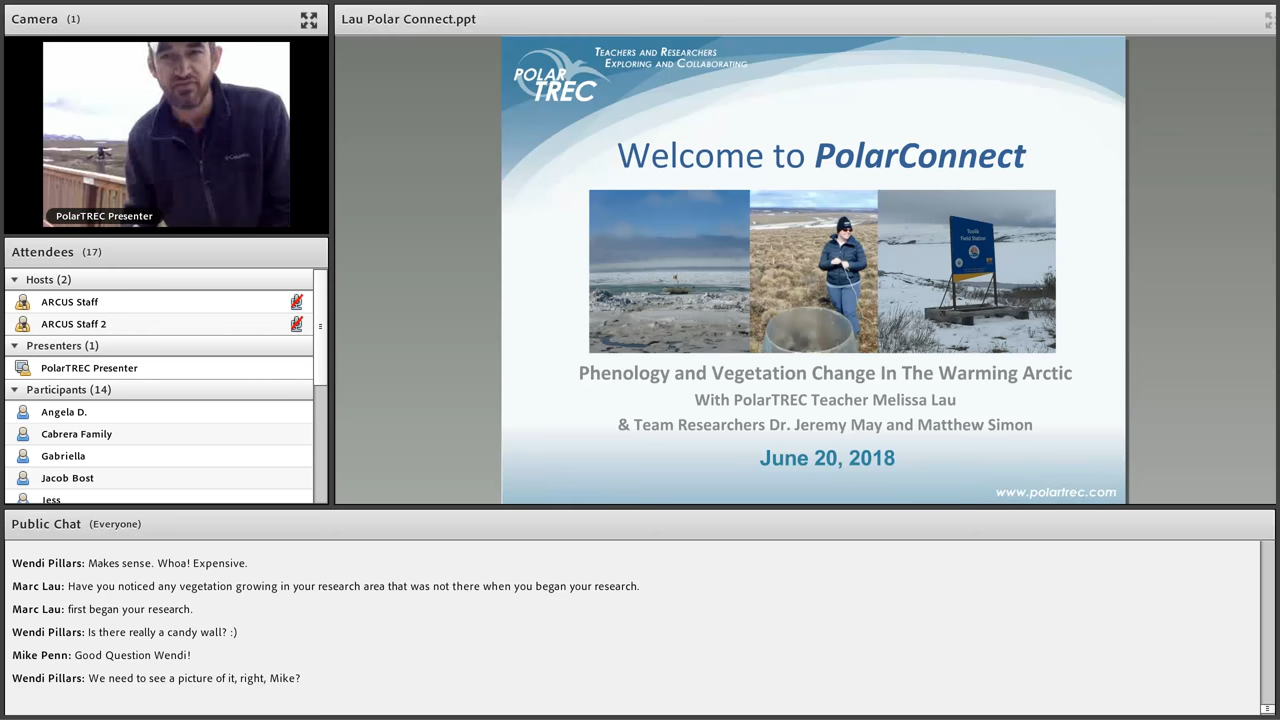 Camera (1)
PolarTREC Presenter
Attendees (17)
Hosts (2)
ARCUS Staff
ARCUS Staff 2
Presenters (1)
PolarTREC Presenter
Participants (14)
Angela D.
Cabrera Family
Gabriella
Jacob Bost
Jess
Lau Polar Connect.ppt
TEACHERS AND RESEARCHERS
EXPLORING AND COLLABORATING
POLAR
TREC
Welcome to PolarConnect
Toolik
Field Station
Phenology and Vegetation Change In The Warming Arctic
With PolarTREC Teacher Melissa Lau
& Team Researchers Dr. Jeremy May and Matthew Simon
June 20, 2018
www.polartrec.com
Public Chat (Everyone)
Wendi Pillars: Makes sense. Whoa! Expensive.
Marc Lau: Have you noticed any vegetation growing in your research area that was not there when you began your research.
Marc Lau: first began your research.
Wendi Pillars: Is there really a candy wall? :)
Mike Penn: Good Question Wendi!
Wendi Pillars: We need to see a picture of it, right, Mike?